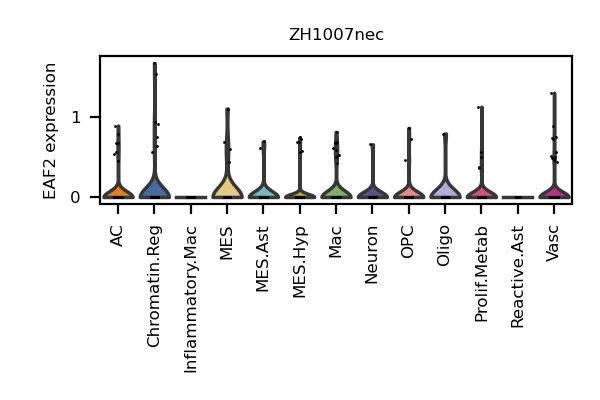 ZH1007nec
EAF2 expression
1
0
AC
Chromatin.Reg
Inflammatory.Mac
MES
MES.Ast
MES.Hyp
Mac
Neuron
OPC
Oligo
Prolif.Metab
Reactive.Ast
Vasc